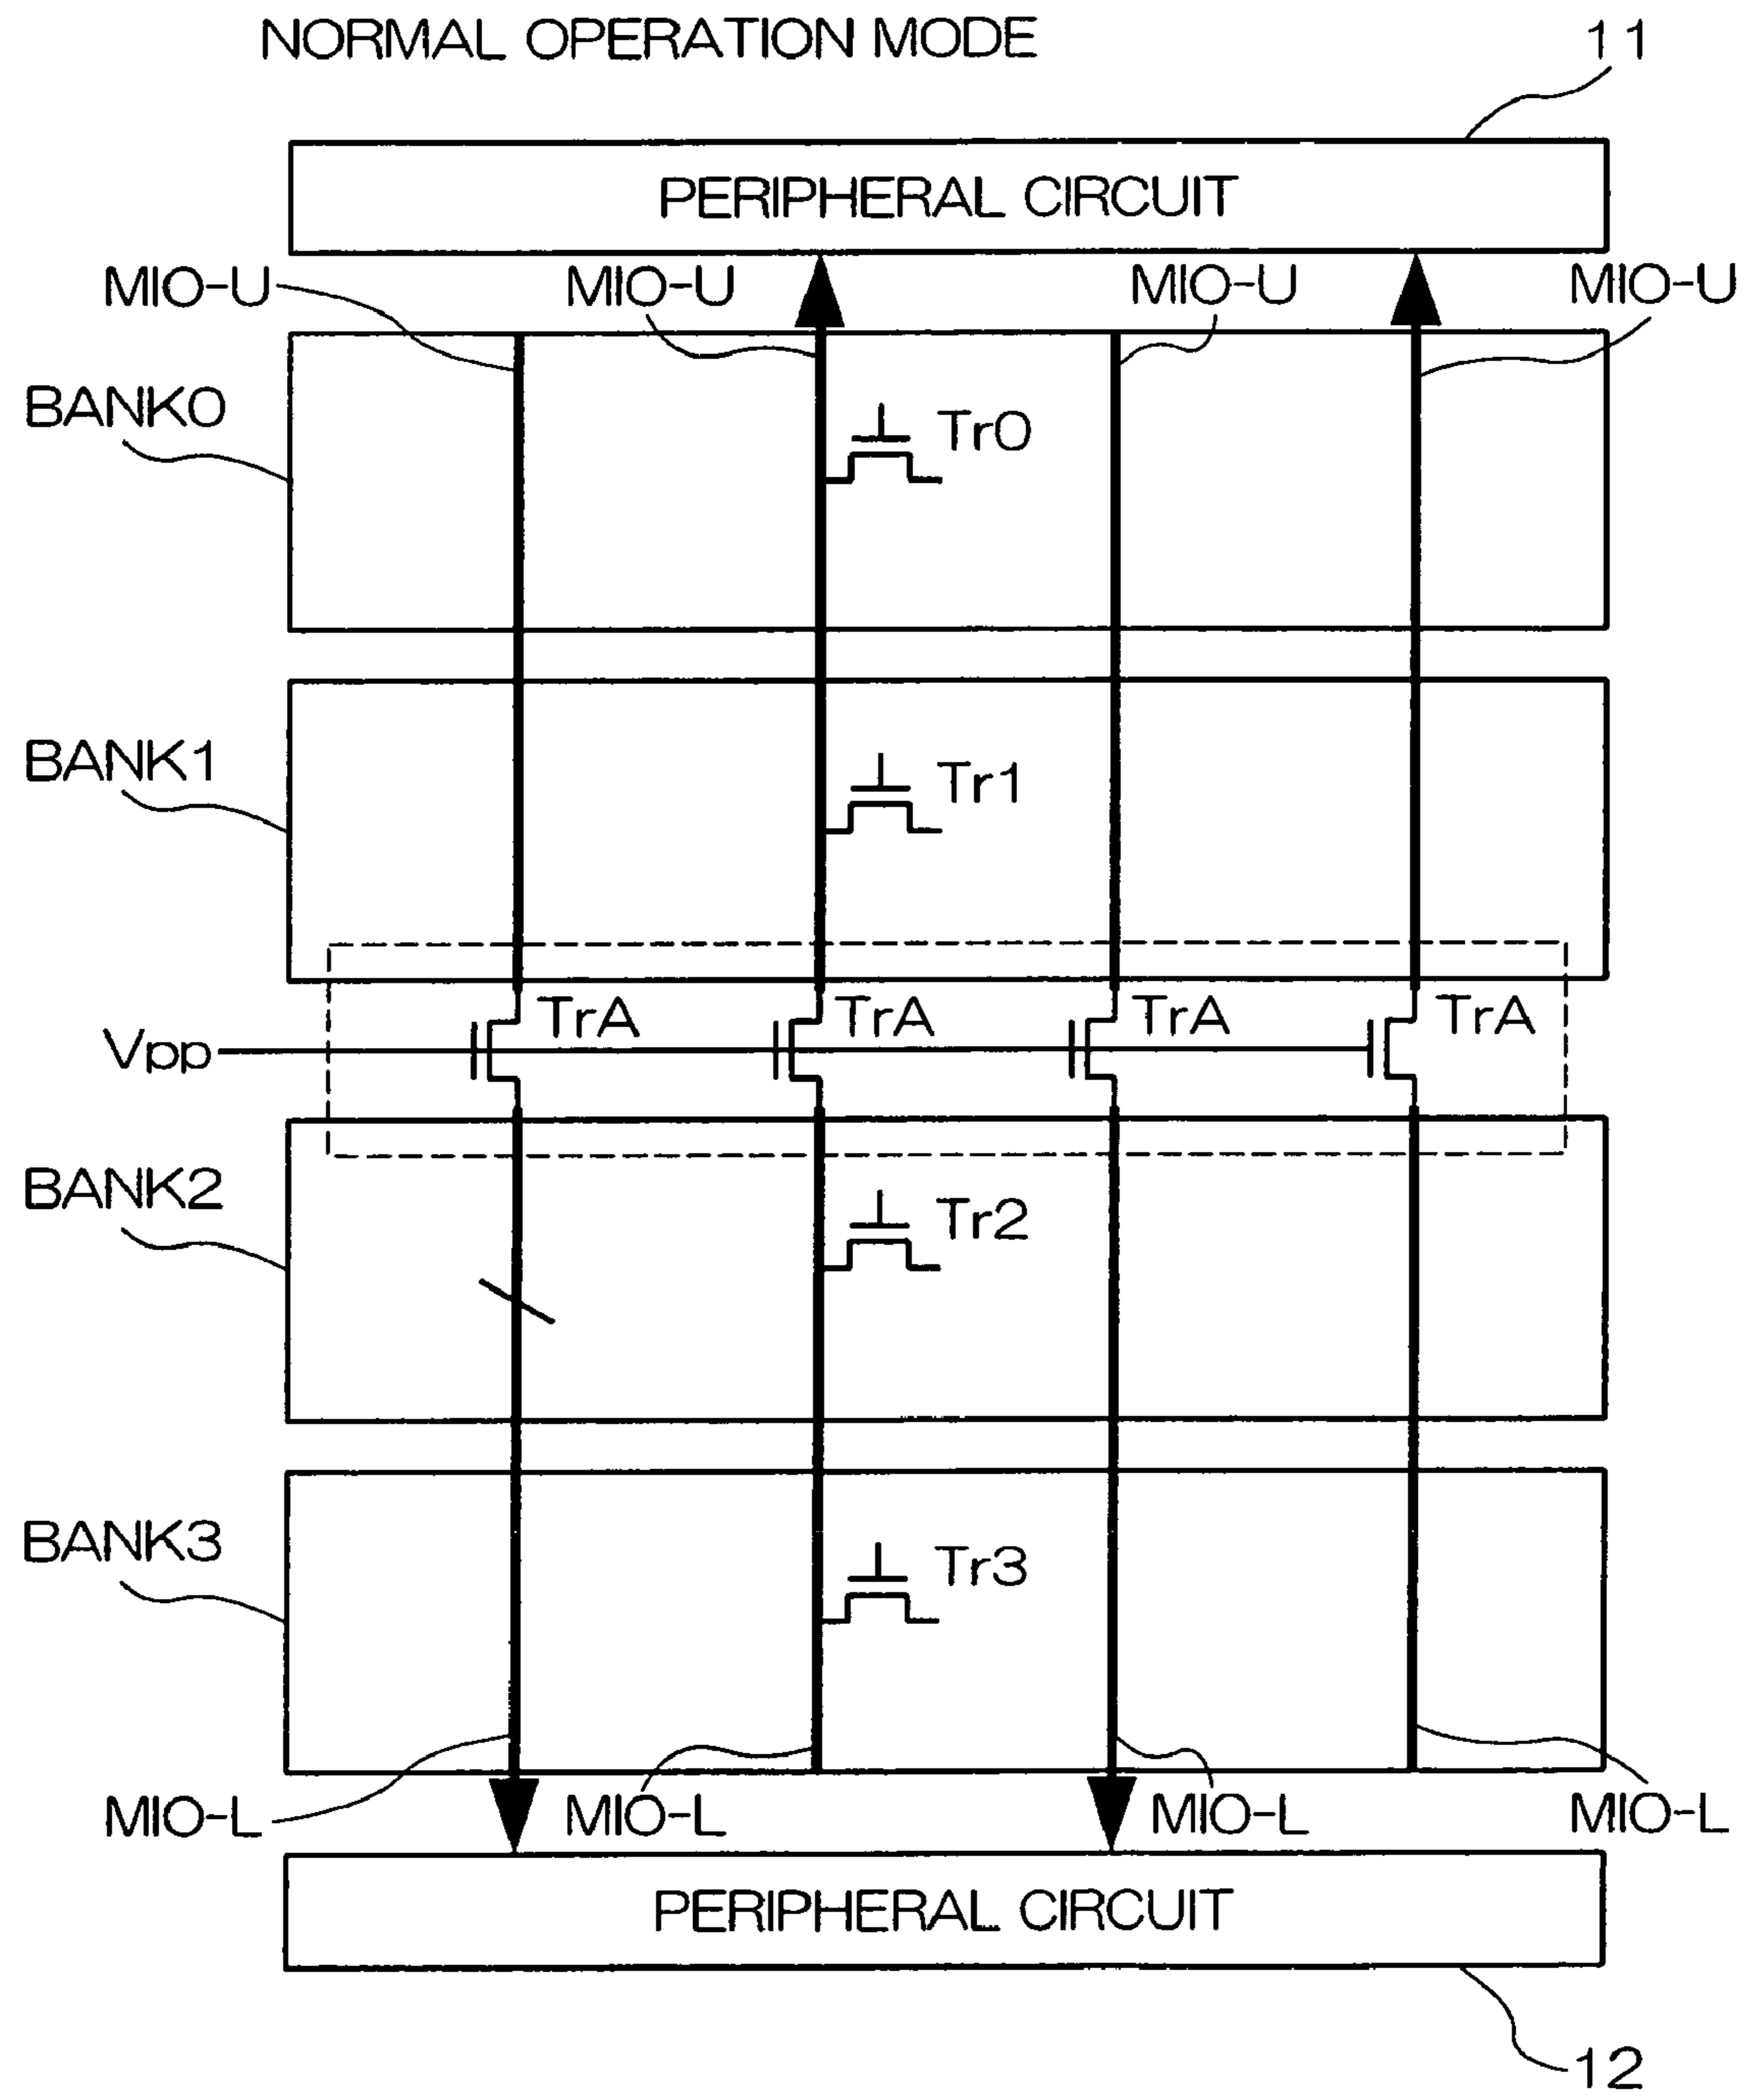 NORMAL OPERATION MODE
11
PERIPHERAL CIRCUIT
MIO-U MIO-U MIO-U MIO-U
BANK0
Tr0
BANK1
Tr1
TrA TrA TrA TrA
Vpp
BANK2
Tr2
BANK3
Tr3
MIO-L MIO-L MIO-L MIO-L
PERIPHERAL CIRCUIT
12